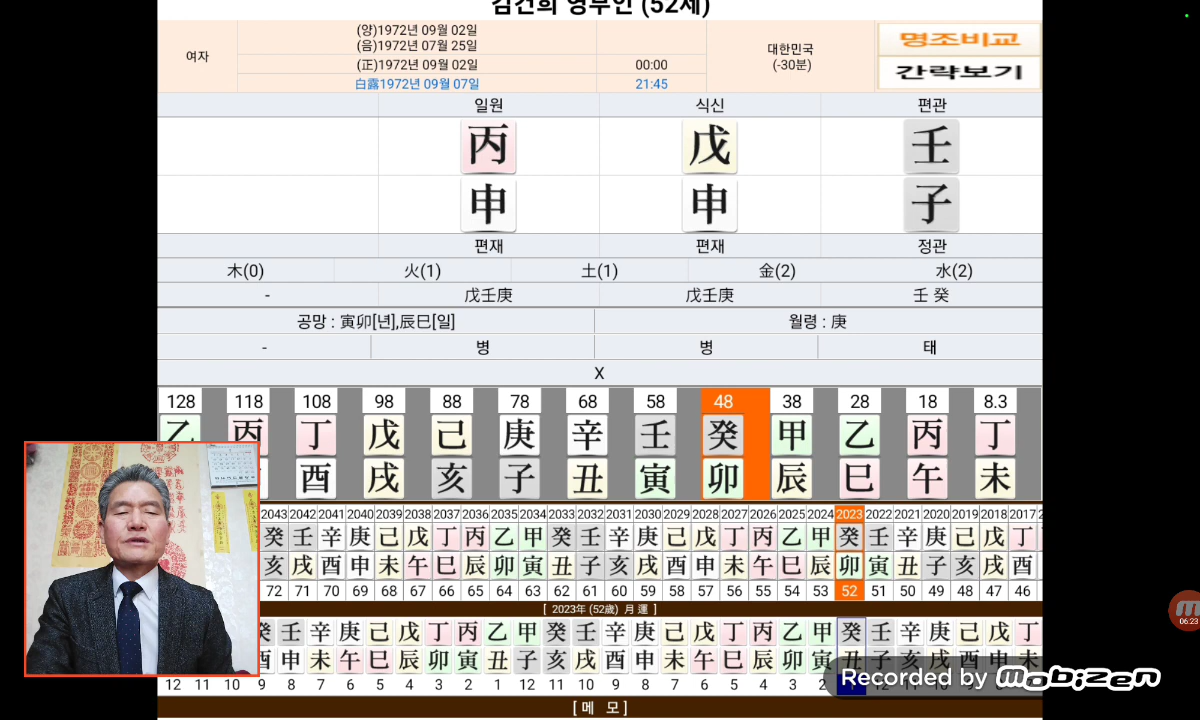 김건희 영부인 (52세)
여자
(양)1972년 09월 02일
(음)1972년 07월 25일
(正)1972년 09월 02일 00:00
白露1972년 09월 07일 21:45
대한민국
(-30분)
명조비교
간략보기
일원 식신 편관
丙 戊 壬
申 申 子
편재 편재 정관
木(0) 火(1) 土(1) 金(2) 水(2)
- 戊壬庚 戊壬庚 壬 癸
공망 : 寅卯[년],辰巳[일] 월령 : 庚
- 병 병 태
X
128 118 108 98 88 78 68 58 48 38 28 18 8.3
乙 丙 丁 戊 己 庚 辛 壬 癸 甲 乙 丙 丁
酉 戌 亥 子 丑 寅 卯 辰 巳 午 未
2043 2042 2041 2040 2039 2038 2037 2036 2035 2034 2033 2032 2031 2030 2029 2028 2027 2026 2025 2024 2023 2022 2021 2020 2019 2018 2017
癸 壬 辛 庚 己 戊 丁 丙 乙 甲 癸 壬 辛 庚 己 戊 丁 丙 乙 甲 癸 壬 辛 庚 己 戊 丁
亥 戌 酉 申 未 午 巳 辰 卯 寅 丑 子 亥 戌 酉 申 未 午 巳 辰 卯 寅 丑 子 亥 戌 酉
72 71 70 69 68 67 66 65 64 63 62 61 60 59 58 57 56 55 54 53 52 51 50 49 48 47 46
[ 2023年 (52歲) 月 運 ]
癸 壬 辛 庚 己 戊 丁 丙 乙 甲 癸 壬 辛 庚 己 戊 丁 丙 乙 甲 癸 壬 辛 庚 己 戊 丁
酉 申 未 午 巳 辰 卯 寅 丑 子 亥 戌 酉 申 未 午 巳 辰 卯 寅 丑 子 亥 戌 酉 申 未
12 11 10 9 8 7 6 5 4 3 2 1 12 11 10 9 8 7 6 5 4 3 2 1 12
[ 메 모 ]
06:23
Recorded by mobizen